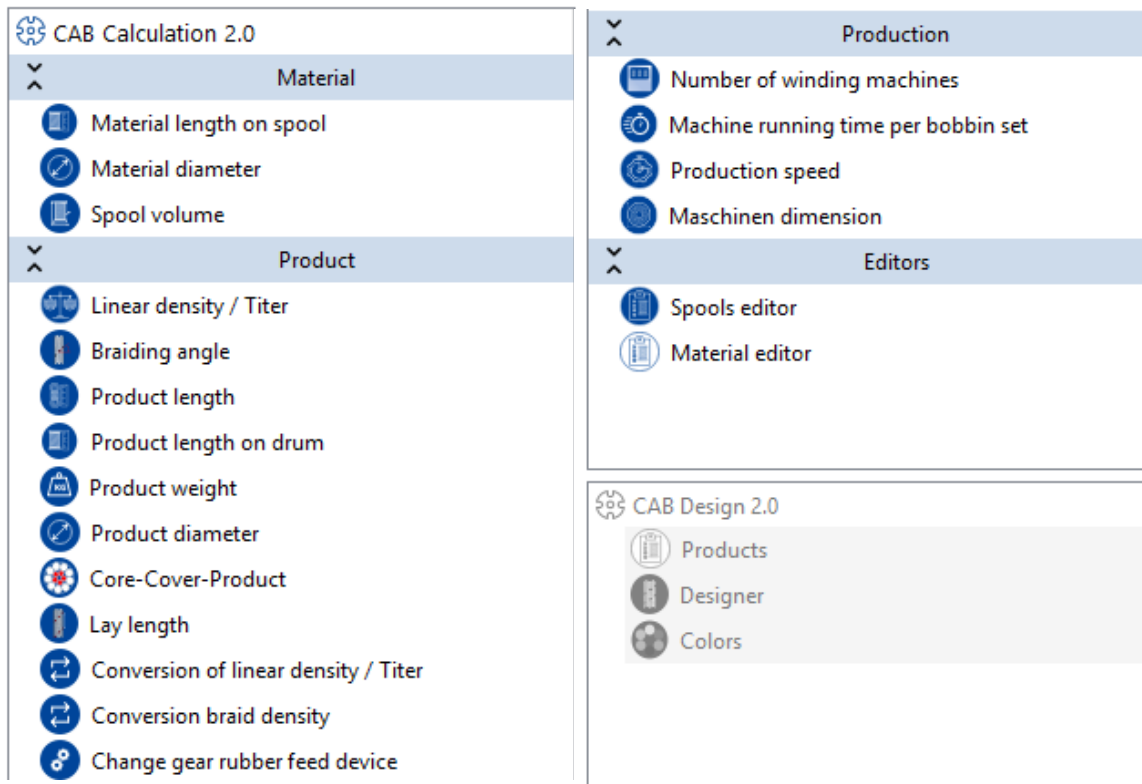 CAB Calculation 2.0
Material
Material length on spool
Material diameter
Spool volume
Product
Linear density / Titer
Braiding angle
Product length
Product length on drum
Product weight
Product diameter
Core-Cover-Product
Lay length
Conversion of linear density / Titer
Conversion braid density
Change gear rubber feed device
Production
Number of winding machines
Machine running time per bobbin set
Production speed
Maschinen dimension
Editors
Spools editor
Material editor
CAB Design 2.0
Products
Designer
Colors